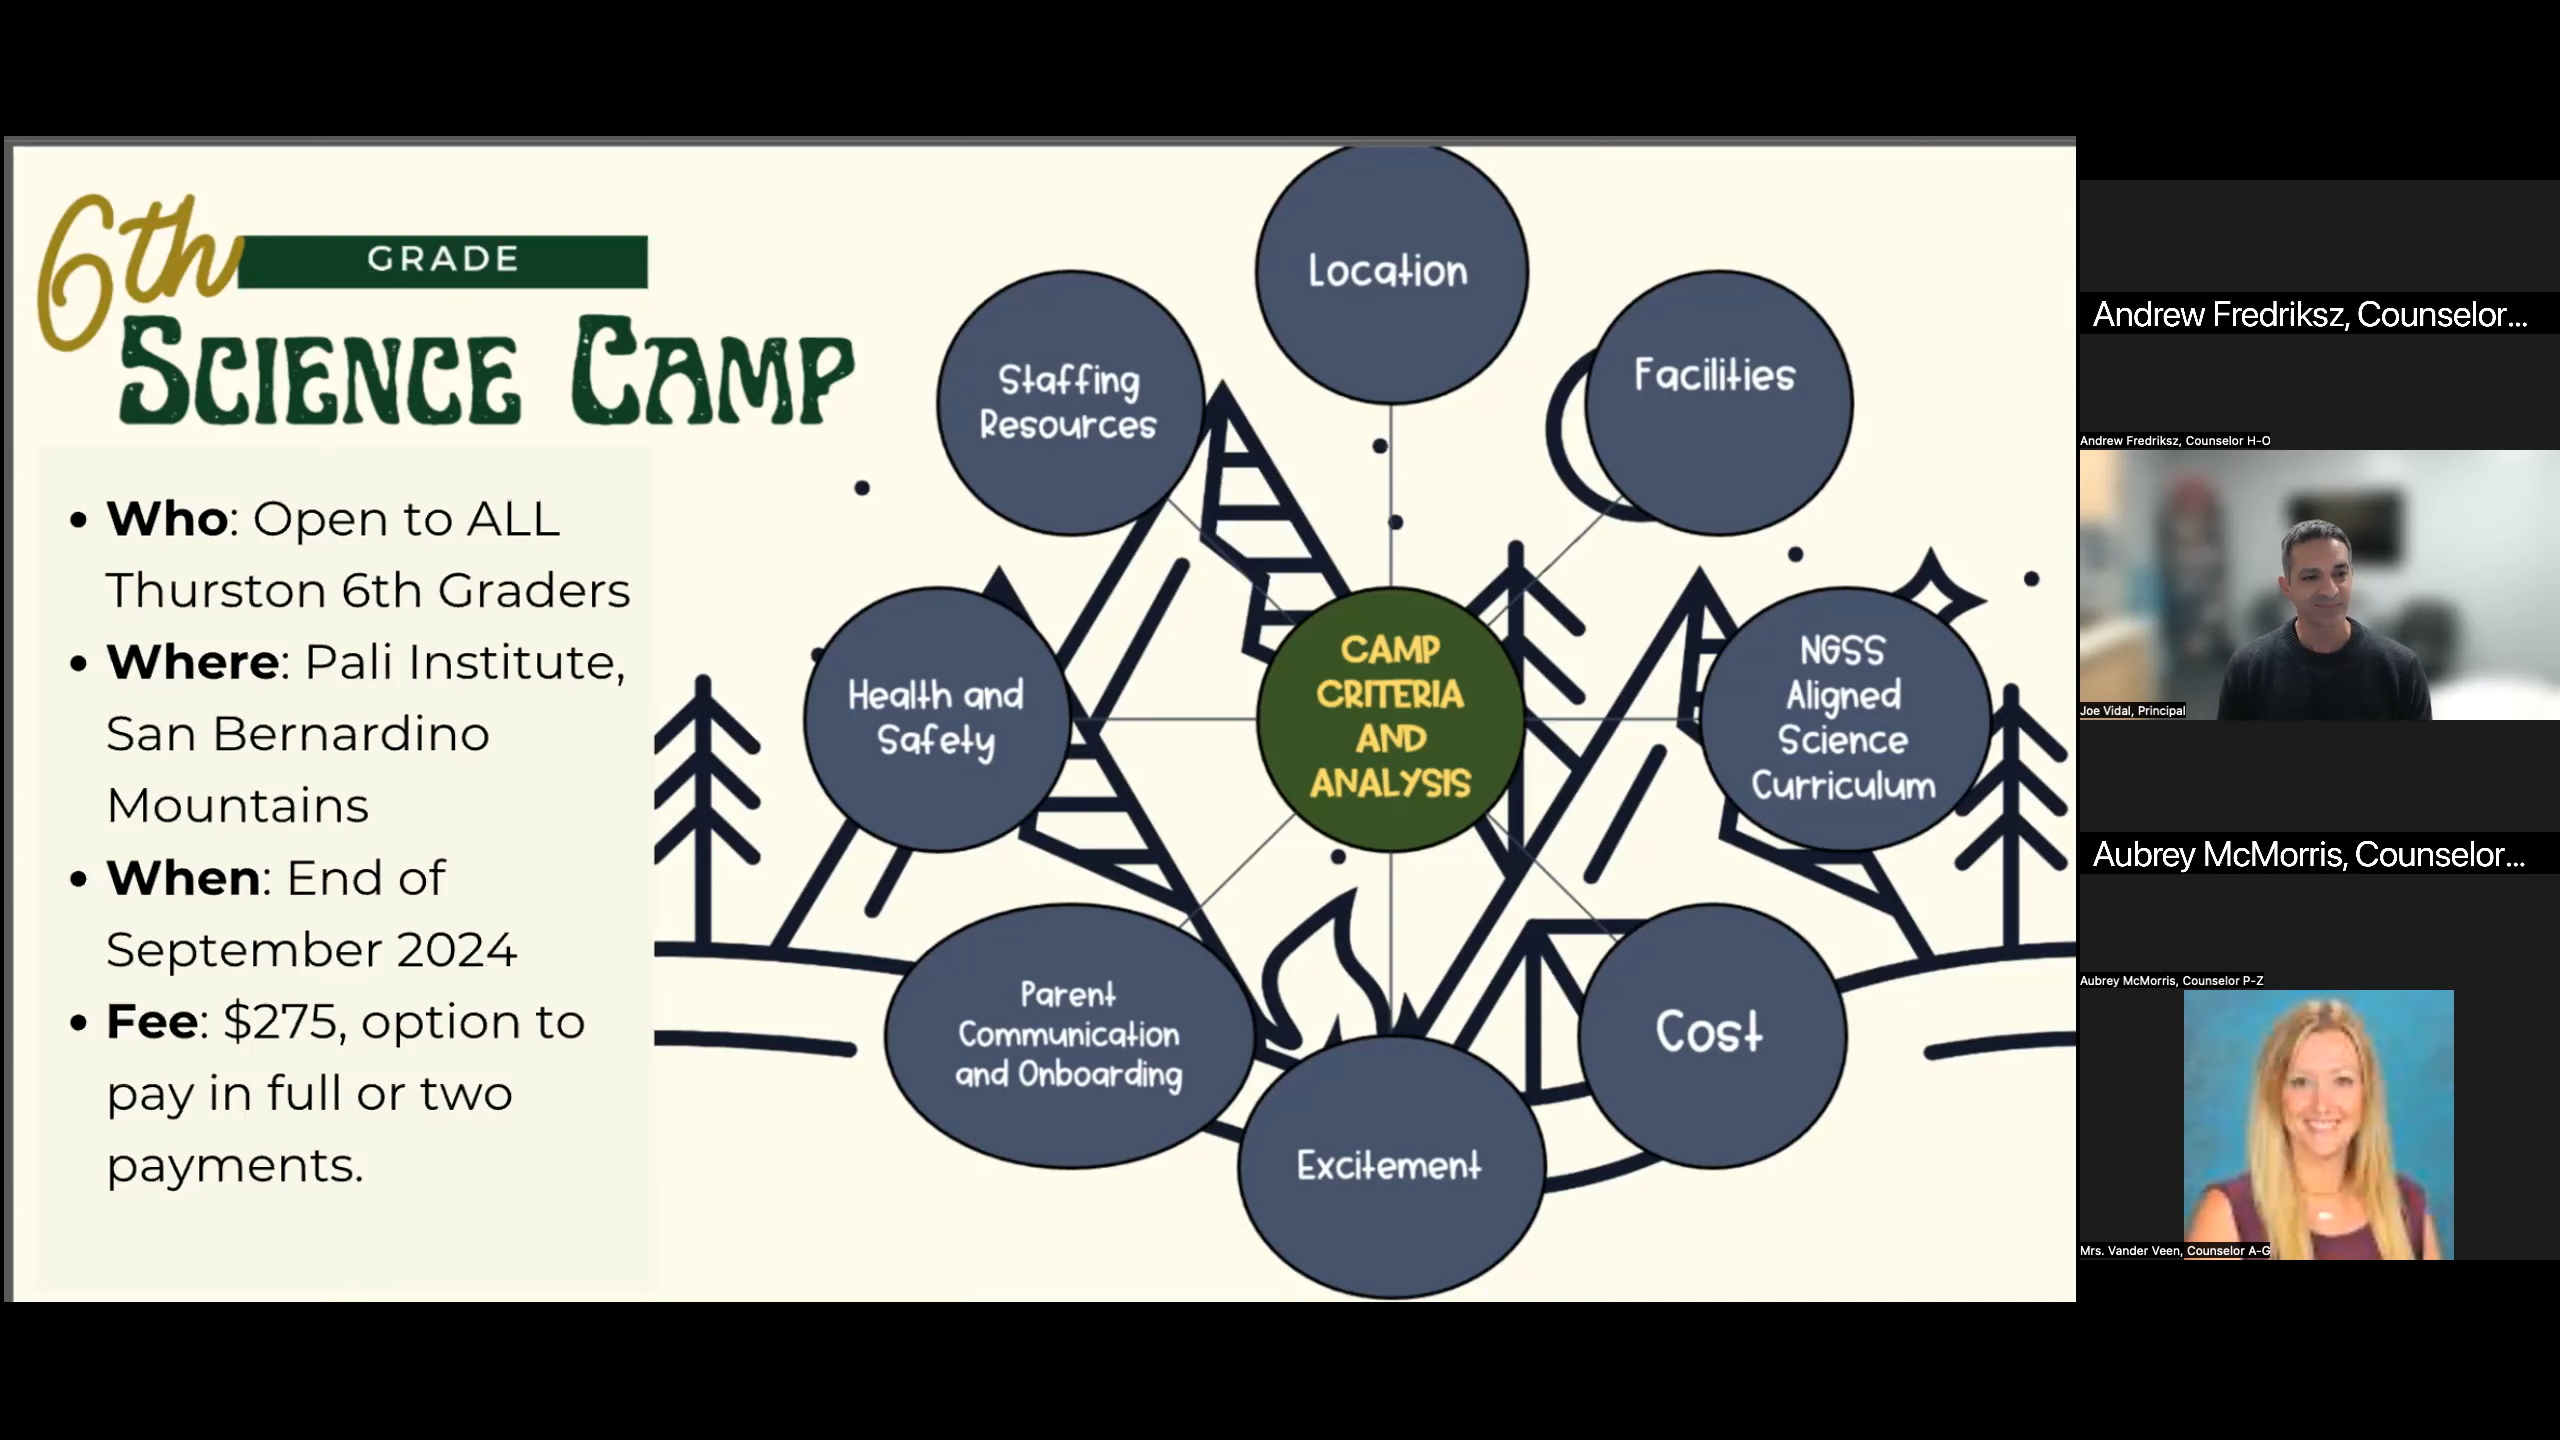 6th
GRADE
SCIENCE CAMP
• Who: Open to ALL
Thurston 6th Graders
• Where: Pali Institute,
San Bernardino
Mountains
• When: End of
September 2024
• Fee: $275, option to
pay in full or two
payments.
Location
Facilities
NGSS
Aligned
Science
Curriculum
Cost
Excitement
Parent
Communication
and Onboarding
Health and
Safety
Staffing
Resources
CAMP
CRITERIA
AND
ANALYSIS
Andrew Fredriksz, Counselor...
Andrew Fredriksz, Counselor H-O
Joe Vidal, Principal
Aubrey McMorris, Counselor...
Aubrey McMorris, Counselor P-Z
Mrs. Vander Veen, Counselor A-G